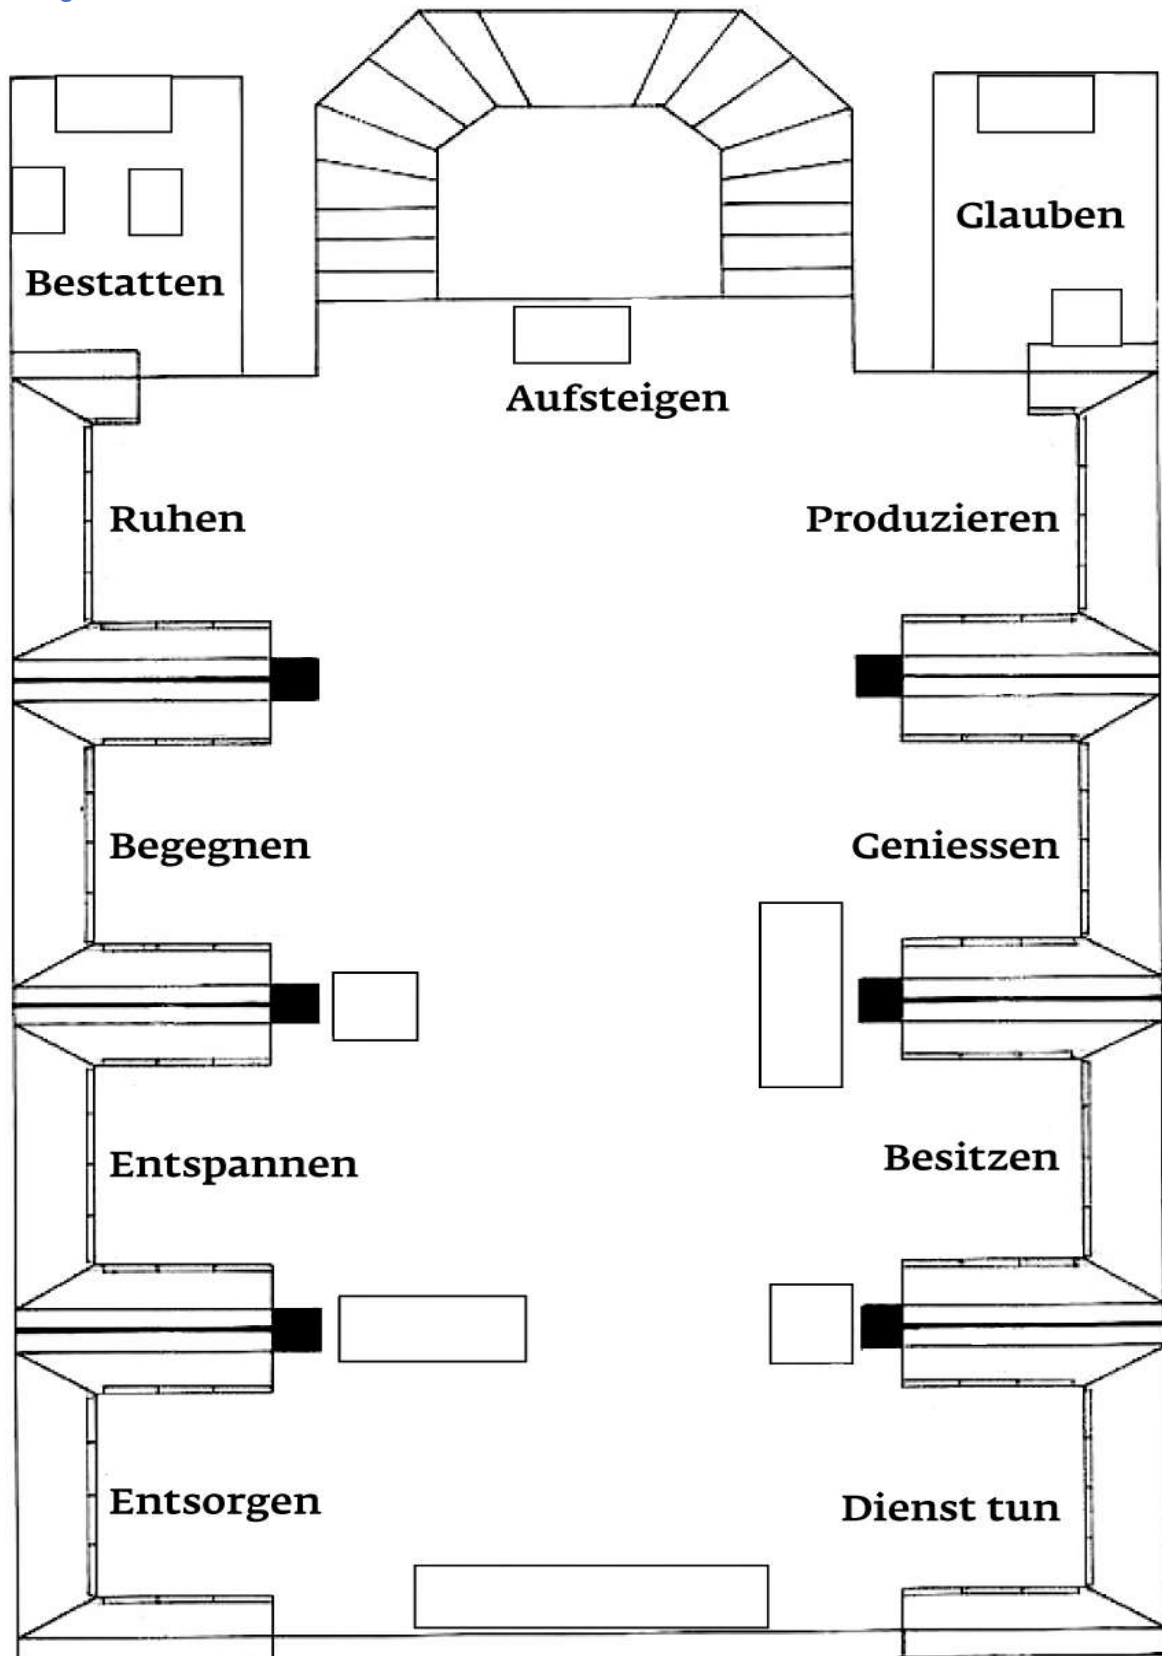 Glauben
Bestatten
Aufsteigen
Ruhen
Produzieren
Begegnen
Geniessen
Entspannen
Besitzen
Entsorgen
Dienst tun